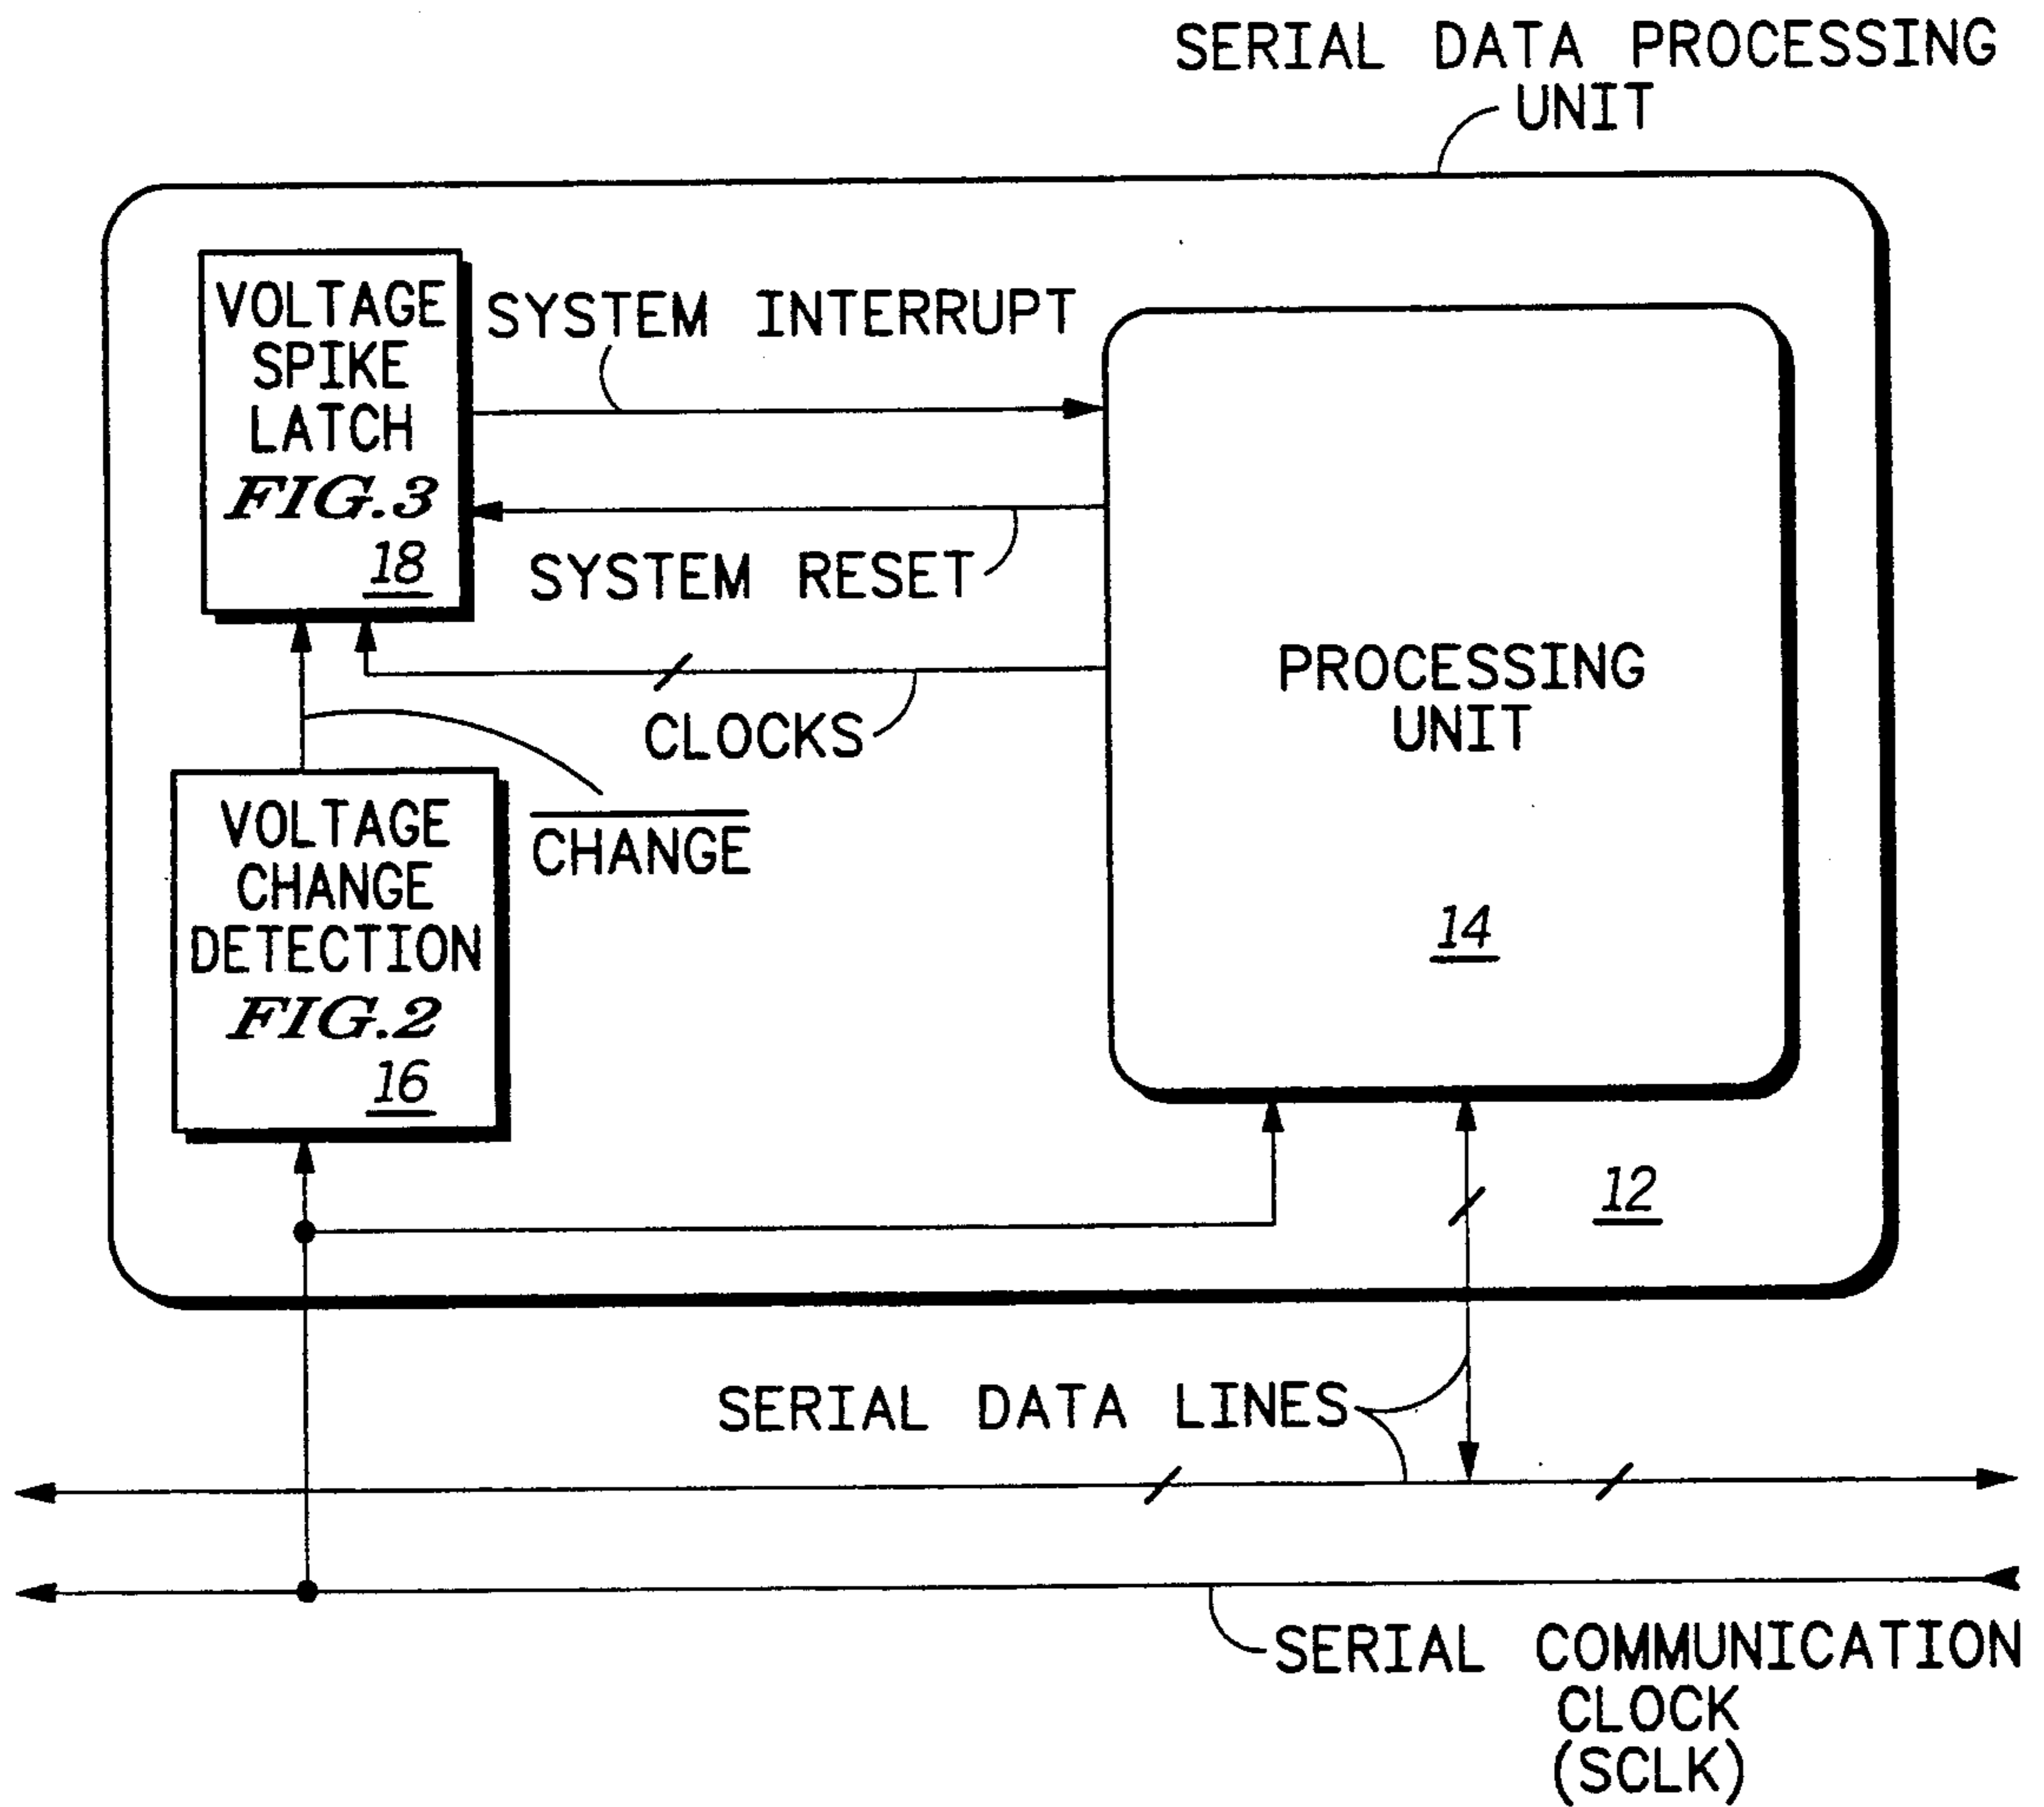 SERIAL DATA PROCESSING
UNIT
VOLTAGE
SPIKE
LATCH
FIG.3
18
SYSTEM INTERRUPT
SYSTEM RESET
CLOCKS
PROCESSING
UNIT
14
VOLTAGE
CHANGE
DETECTION
FIG.2
16
CHANGE
12
SERIAL DATA LINES
SERIAL COMMUNICATION
CLOCK
(SCLK)